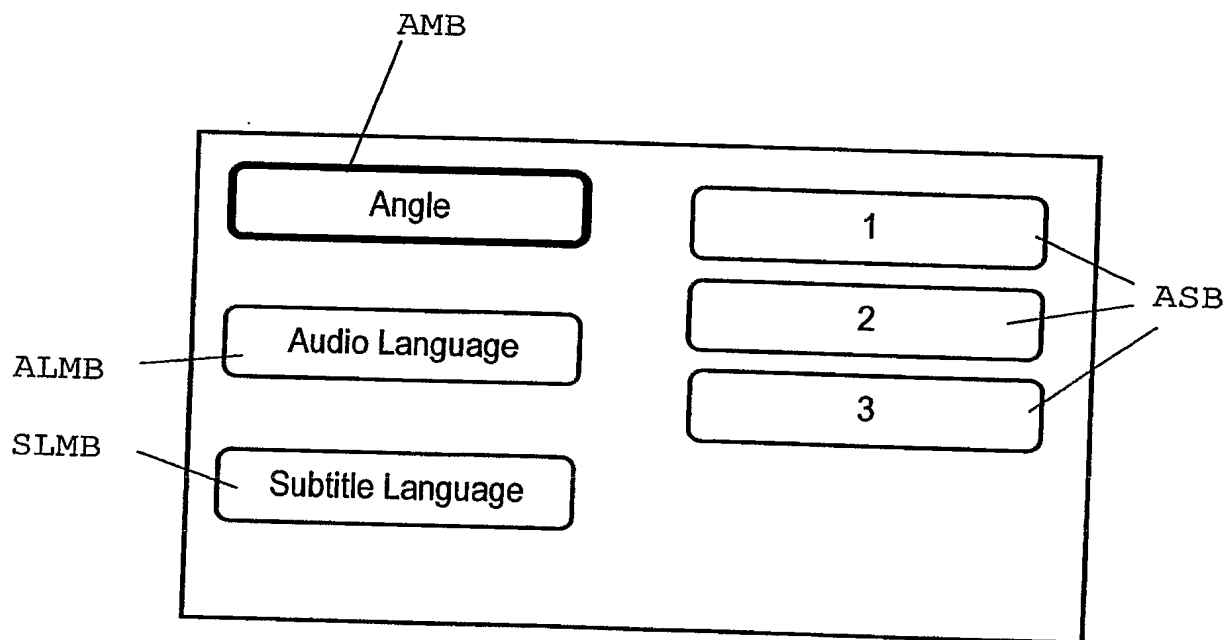 AMB
Angle
1
ASB
2
Audio Language
ALMB
3
SLMB
Subtitle Language